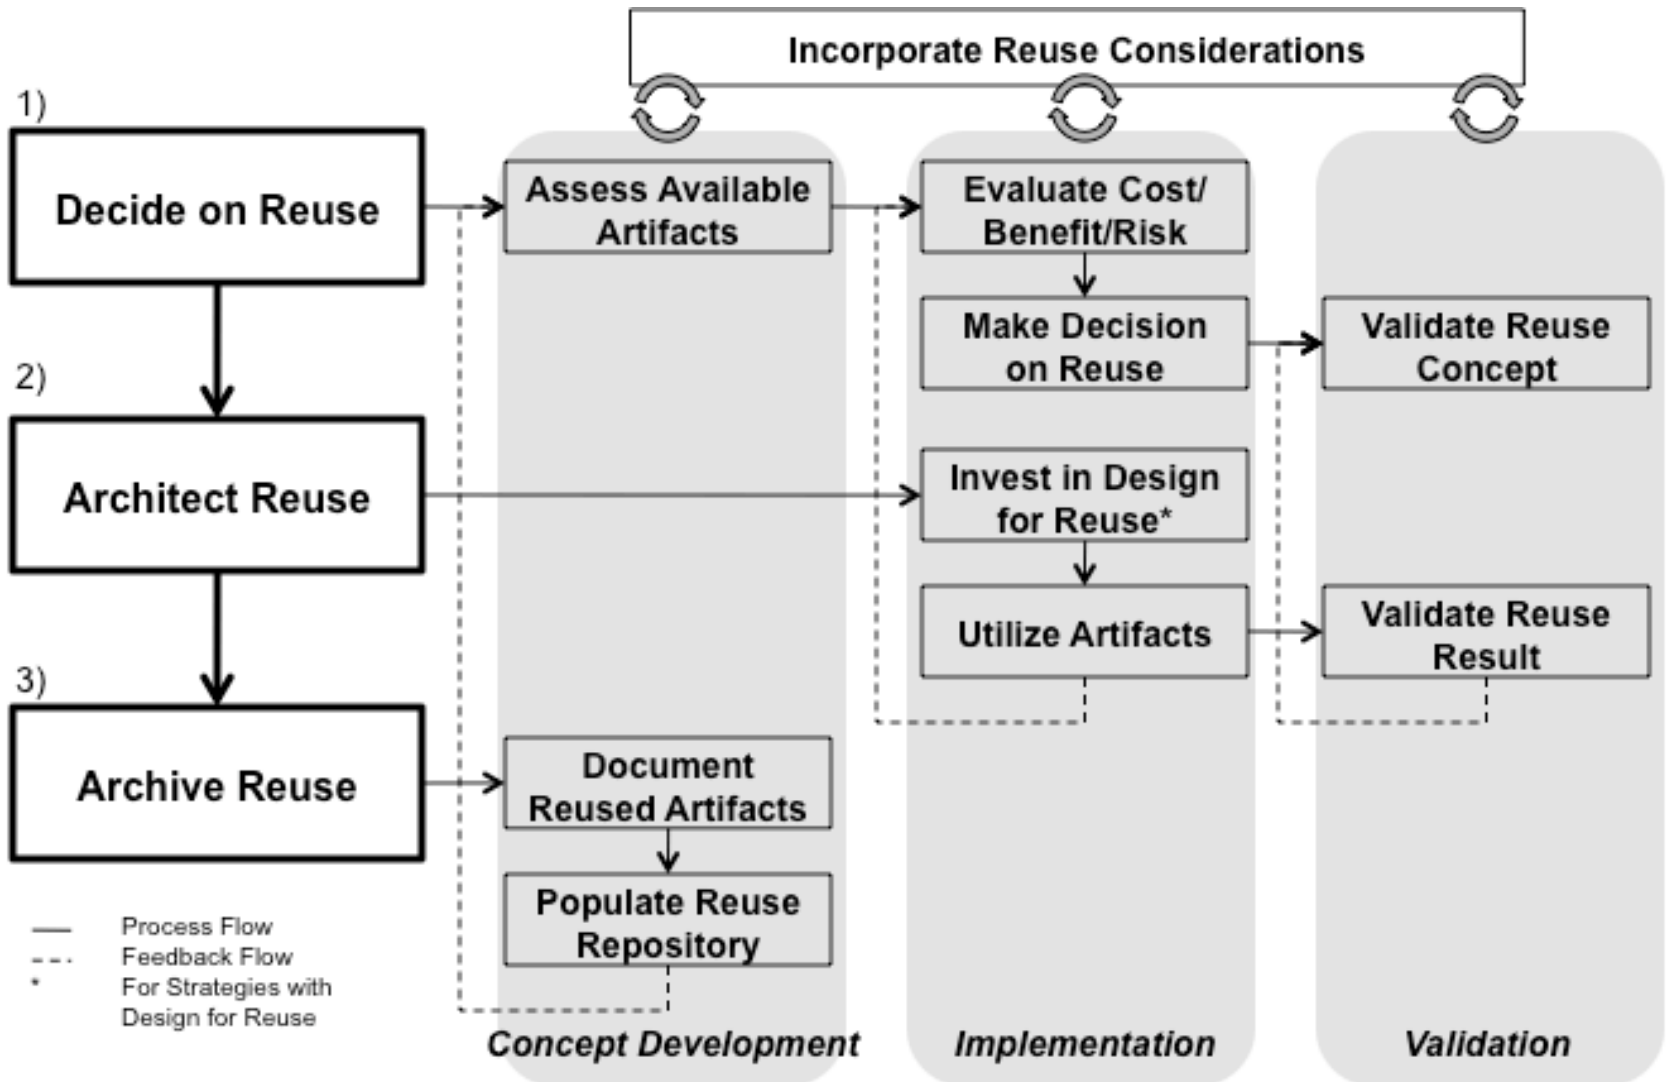 Incorporate Reuse Considerations
1)
Decide on Reuse
Assess Available
Artifacts
Evaluate Cost/
Benefit/Risk
Make Decision
on Reuse
Validate Reuse
Concept
2)
Architect Reuse
Invest in Design
for Reuse*
Utilize Artifacts
Validate Reuse
Result
3)
Archive Reuse
Document
Reused Artifacts
Populate Reuse
Repository
Process Flow
Feedback Flow
* For Strategies with
Design for Reuse
Concept Development
Implementation
Validation